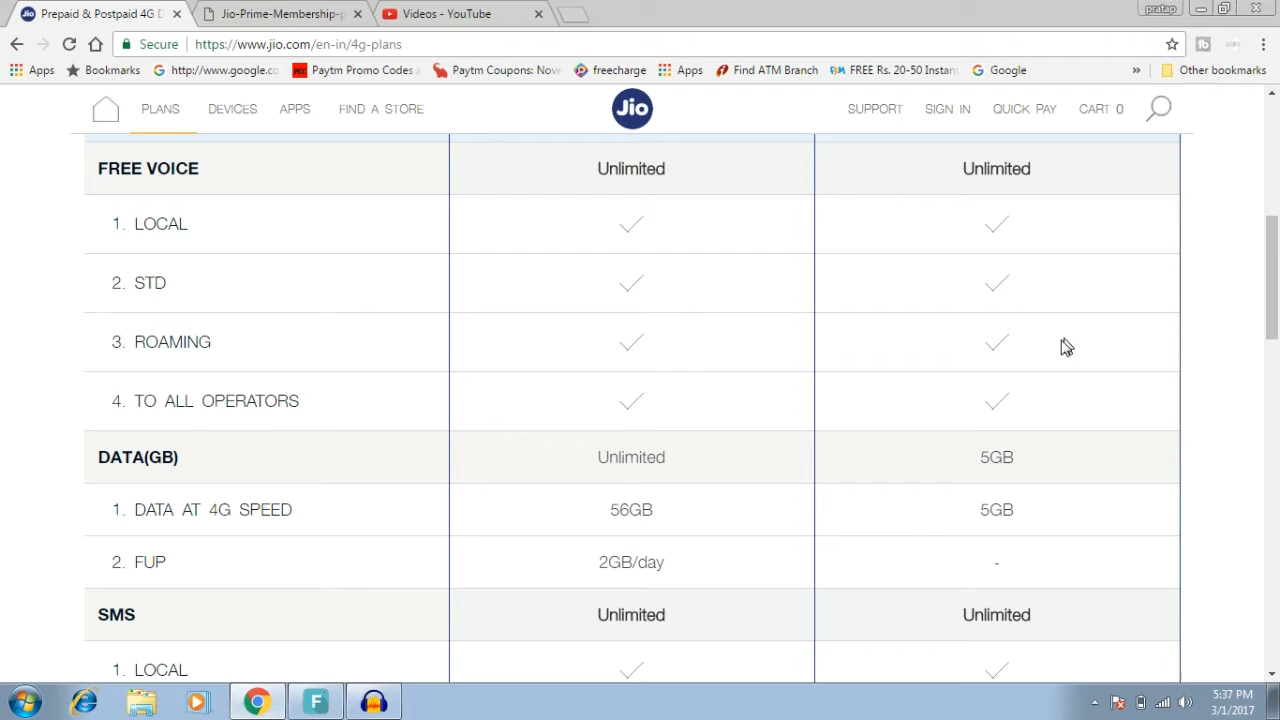 Prepaid & Postpaid 4G D
Jio-Prime-Membership-p
Videos - YouTube
pratap
Secure
https://www.jio.com/en-in/4g-plans
Apps
Bookmarks
http://www.google.co
Paytm Promo Codes
Paytm Coupons: Nove
freecharge
Apps
Find ATM Branch
FREE Rs. 20-50 Instan
Google
»
Other bookmarks
PLANS
DEVICES
APPS
FIND A STORE
Jio
SUPPORT
SIGN IN
QUICK PAY
CART 0
FREE VOICE Unlimited Unlimited
1. LOCAL
2. STD
3. ROAMING
4. TO ALL OPERATORS
DATA(GB) Unlimited 5GB
1. DATA AT 4G SPEED 56GB 5GB
2. FUP 2GB/day -
SMS Unlimited Unlimited
1. LOCAL
5:37 PM
3/1/2017